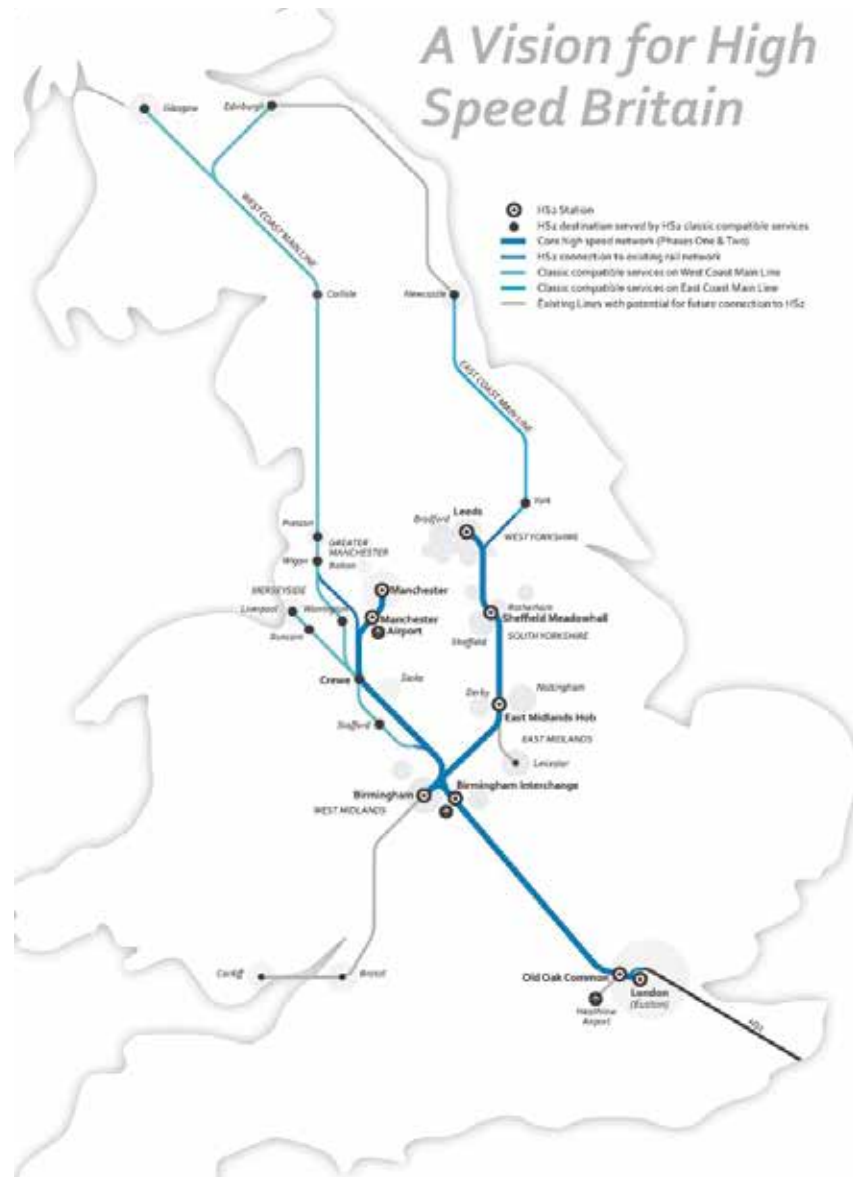 A Vision for High
Speed Britain
Glasgow
Edinburgh
HS2 Station
HS2 destination served by HS2 classic compatible services
Core high speed network (Phases One & Two)
HS2 connection to existing rail network
Classic compatible services on West Coast Main Line
Classic compatible services on East Coast Main Line
Existing Lines with potential for future connection to HS2
WEST COAST MAIN LINE
Carlisle
Newcastle
EAST COAST MAIN LINE
York
Leeds
Bradford
WEST YORKSHIRE
Preston
GREATER
MANCHESTER
Wigan
Bolton
MERSEYSIDE
Liverpool
Warrington
Runcorn
Manchester
Manchester
Airport
Rotherham
Sheffield Meadowhall
Sheffield
SOUTH YORKSHIRE
Crewe
Stoke
Derby
Nottingham
East Midlands Hub
Stafford
EAST MIDLANDS
Leicester
Birmingham
Birmingham Interchange
WEST MIDLANDS
Cardiff
Bristol
Old Oak Common
London
(Euston)
Heathrow
Airport
HS1